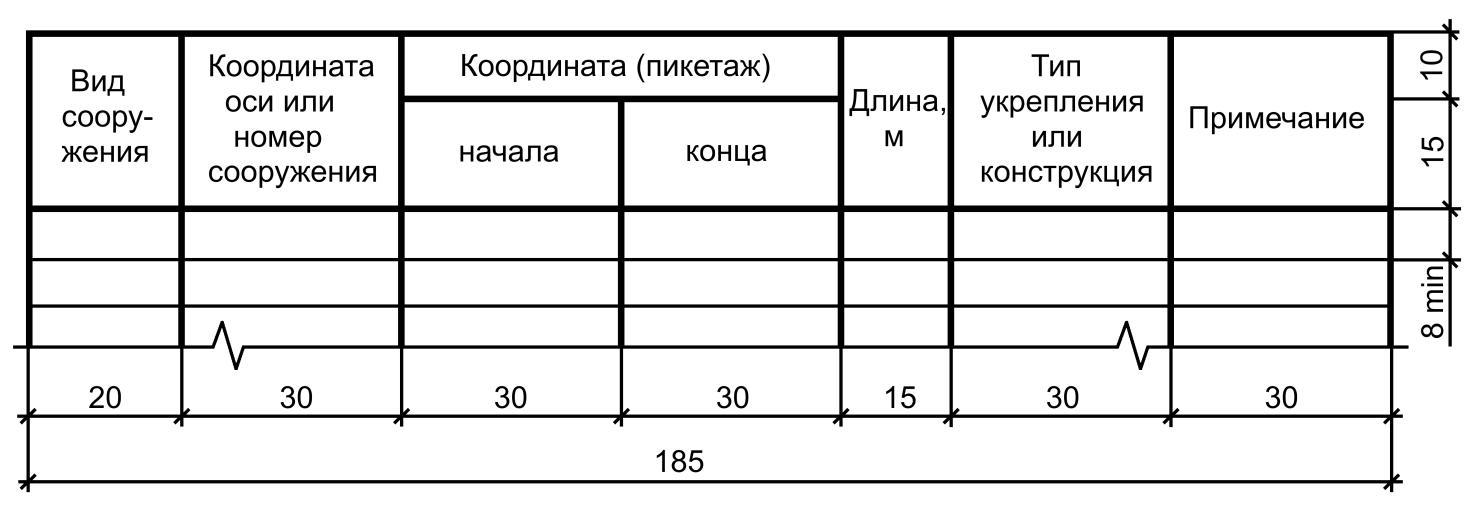 Вид
соору-
жения
Координата
оси или
номер
сооружения
Координата (пикетаж)
начала
конца
Длина,
м
Тип
укрепления
или
конструкция
Примечание
10
15
8 min
20
30
30
30
15
30
30
185